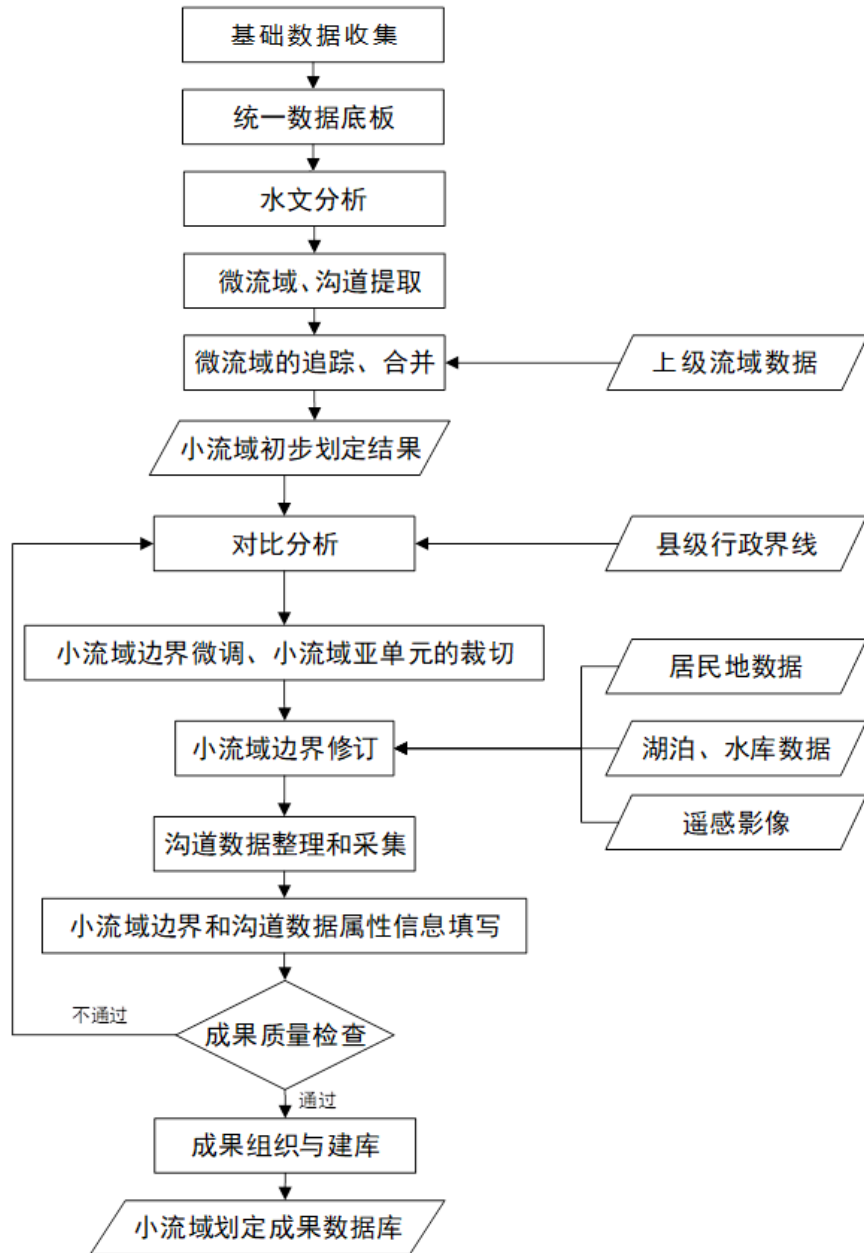 基础数据收集
统一数据底板
水文分析
微流域、沟道提取
微流域的追踪、合并
上级流域数据
小流域初步划定结果
对比分析
县级行政界线
小流域边界微调、小流域亚单元的裁切
居民地数据
小流域边界修订
湖泊、水库数据
遥感影像
沟道数据整理和采集
小流域边界和沟道数据属性信息填写
不通过
成果质量检查
通过
成果组织与建库
小流域划定成果数据库